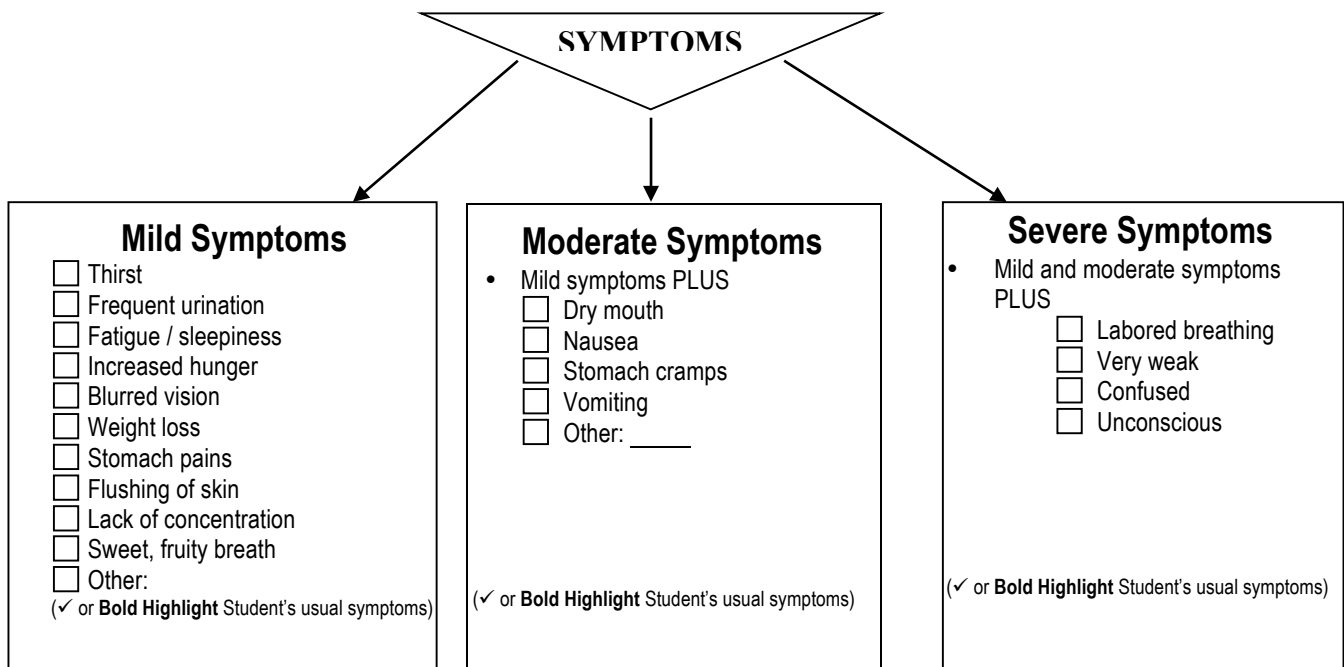 SYMPTOMS
Mild Symptoms
☐ Thirst
☐ Frequent urination
☐ Fatigue / sleepiness
☐ Increased hunger
☐ Blurred vision
☐ Weight loss
☐ Stomach pains
☐ Flushing of skin
☐ Lack of concentration
☐ Sweet, fruity breath
☐ Other:
(✓ or Bold Highlight Student's usual symptoms)
Moderate Symptoms
• Mild symptoms PLUS
☐ Dry mouth
☐ Nausea
☐ Stomach cramps
☐ Vomiting
☐ Other: _____
(✓ or Bold Highlight Student's usual symptoms)
Severe Symptoms
• Mild and moderate symptoms
PLUS
☐ Labored breathing
☐ Very weak
☐ Confused
☐ Unconscious
(✓ or Bold Highlight Student's usual symptoms)